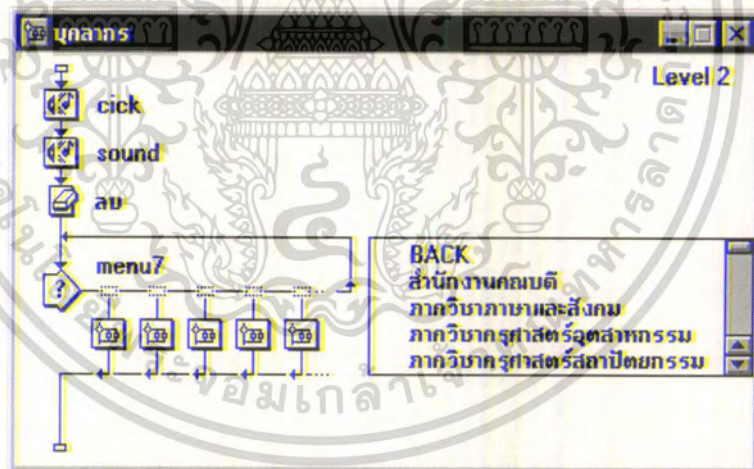 บุคลากร
Level 2
cick
sound
ลบ
menu7
BACK
สำนักงานคณบดี
ภาควิชาภาษาและสังคม
ภาควิชาครุศาสตร์อุตสาหกรรม
ภาควิชาครุศาสตร์สถาปัตยกรรม